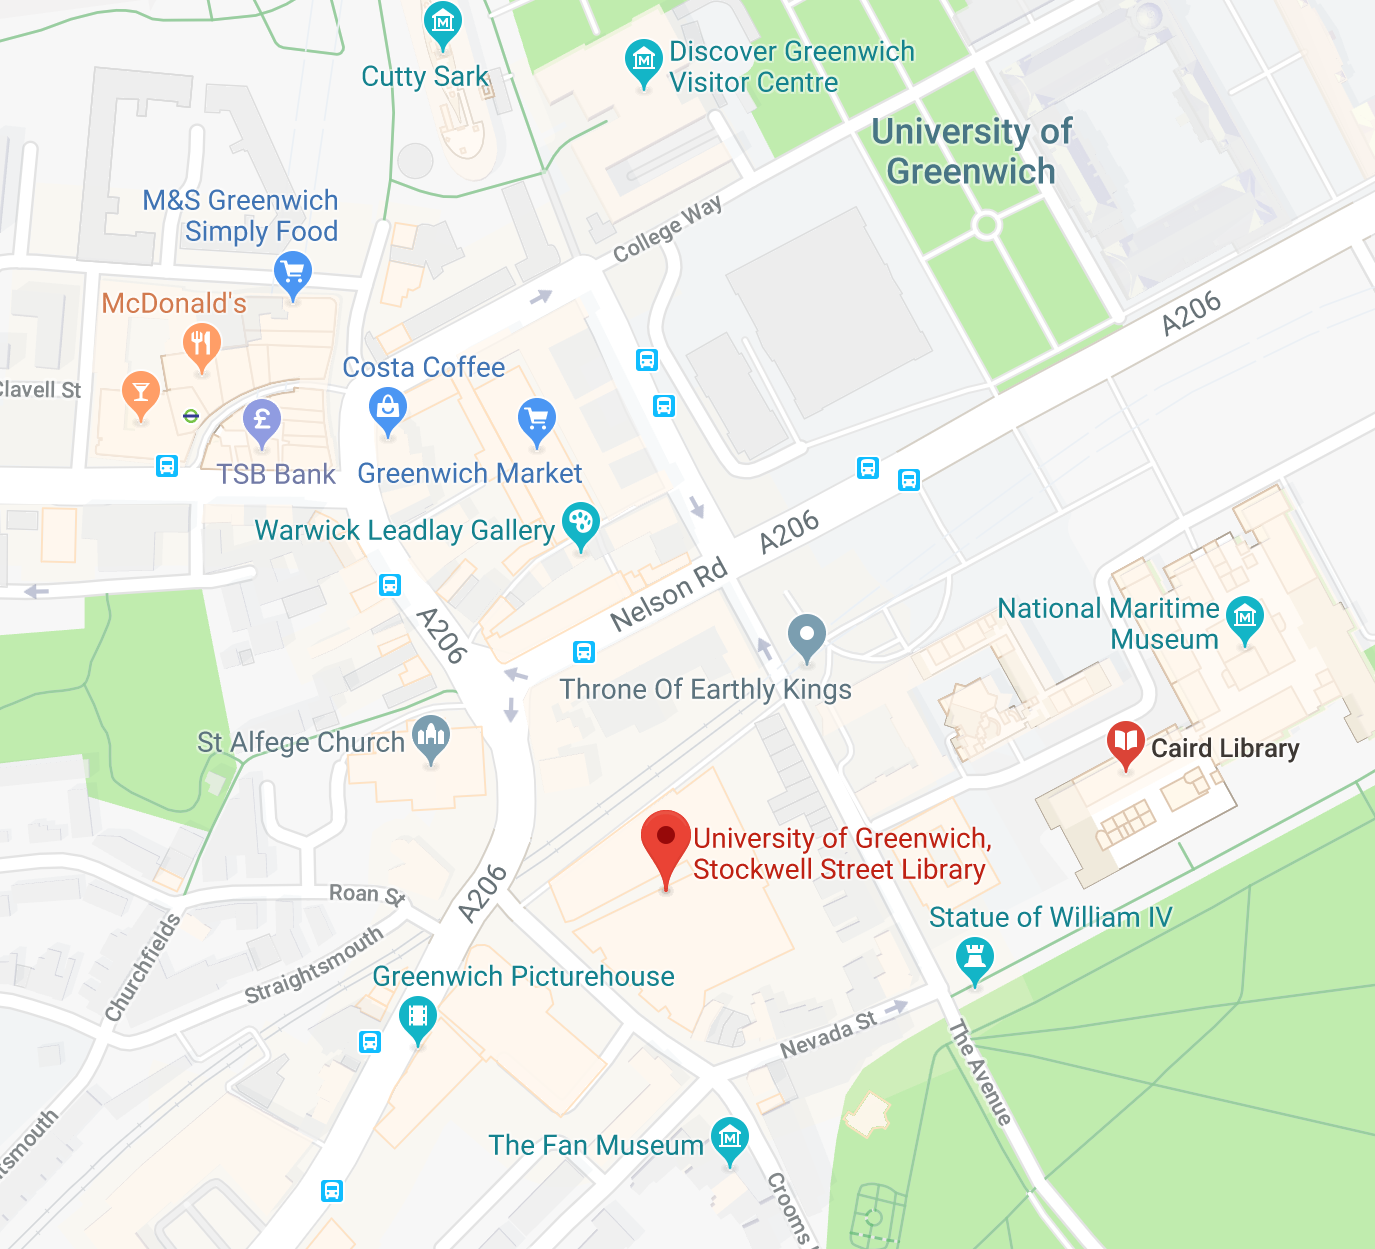 Cutty Sark
Discover Greenwich
Visitor Centre
University of
Greenwich
M&S Greenwich
Simply Food
College Way
McDonald's
A206
Clavell St
Costa Coffee
£
TSB Bank
Greenwich Market
Warwick Leadlay Gallery
A206
Nelson Rd
A206
National Maritime
Museum
Throne Of Earthly Kings
St Alfege Church
Caird Library
University of Greenwich,
Stockwell Street Library
Roan St
A206
Statue of William IV
Churchfields
Straightsmouth
Greenwich Picturehouse
Nevada St
The Avenue
tsmouth
The Fan Museum
Crooms